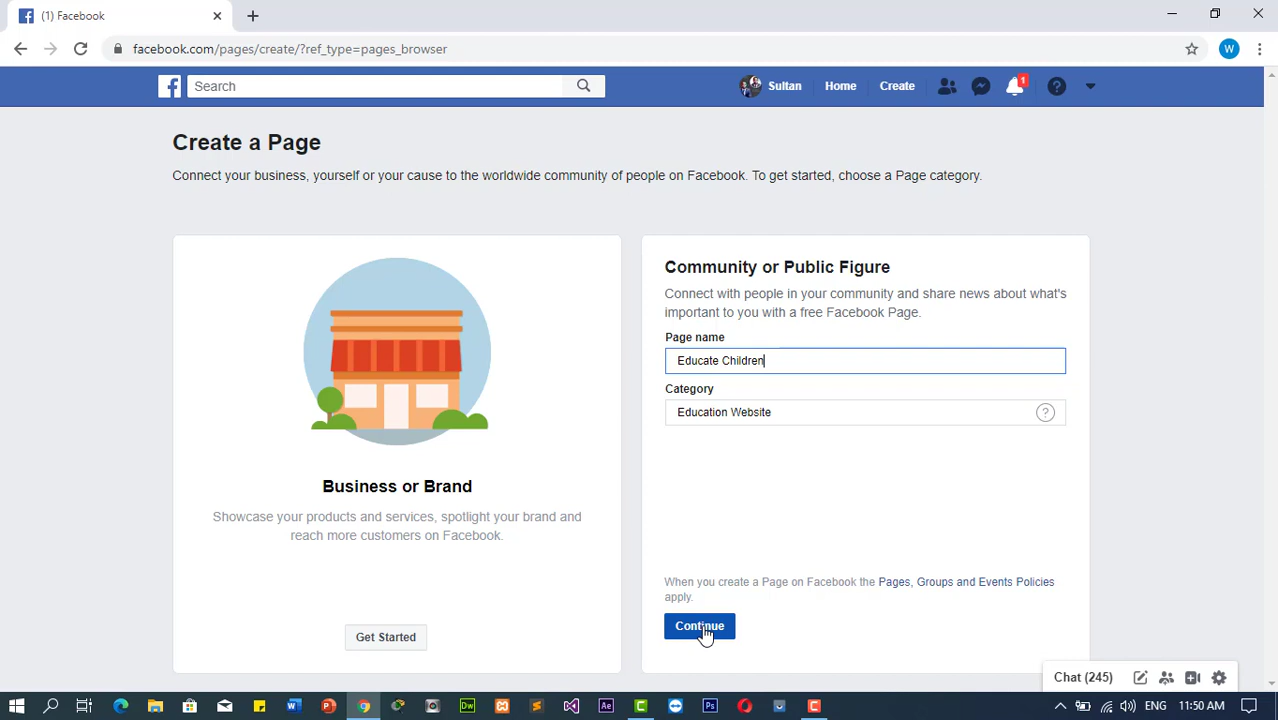 (1) Facebook
facebook.com/pages/create/?ref_type=pages_browser
W
Search
Sultan
Home
Create
1
Create a Page
Connect your business, yourself or your cause to the worldwide community of people on Facebook. To get started, choose a Page category.
Business or Brand
Showcase your products and services, spotlight your brand and
reach more customers on Facebook.
Get Started
Community or Public Figure
Connect with people in your community and share news about what's
important to you with a free Facebook Page.
Page name
Educate Children
Category
Education Website
When you create a Page on Facebook the Pages, Groups and Events Policies
apply.
Continue
Chat (245)
ENG
11:50 AM